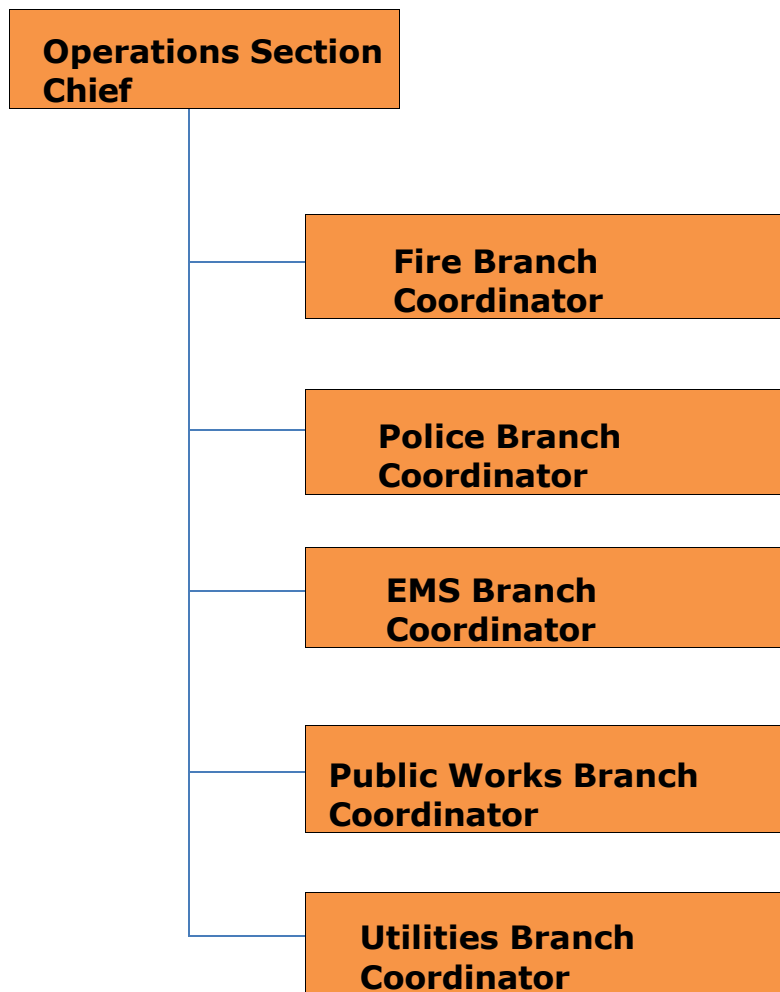 Operations Section
Chief
Fire Branch
Coordinator
Police Branch
Coordinator
EMS Branch
Coordinator
Public Works Branch
Coordinator
Utilities Branch
Coordinator